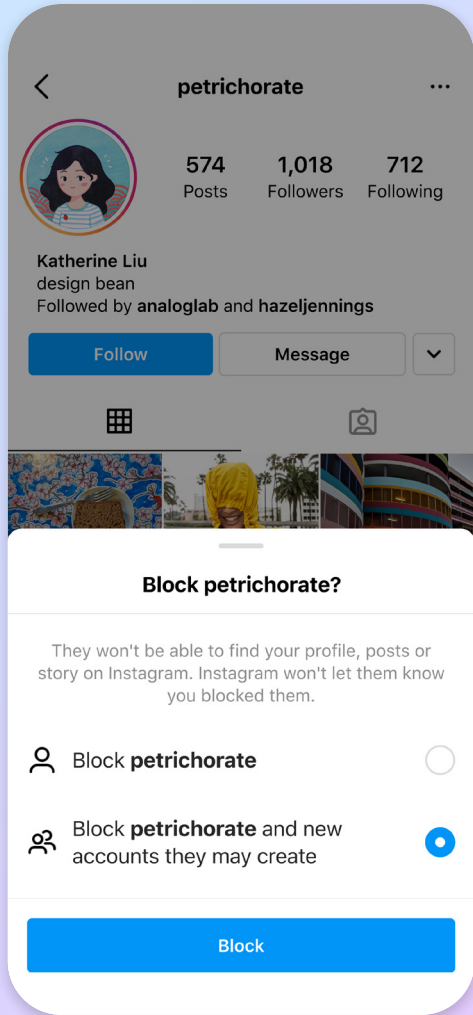 petrichorate
574 1,018 712
Posts Followers Following
Katherine Liu
design bean
Followed by analoglab and hazeljennings
Follow Message
Block petrichorate?
They won't be able to find your profile, posts or
story on Instagram. Instagram won't let them know
you blocked them.
Block petrichorate
Block petrichorate and new
accounts they may create
Block